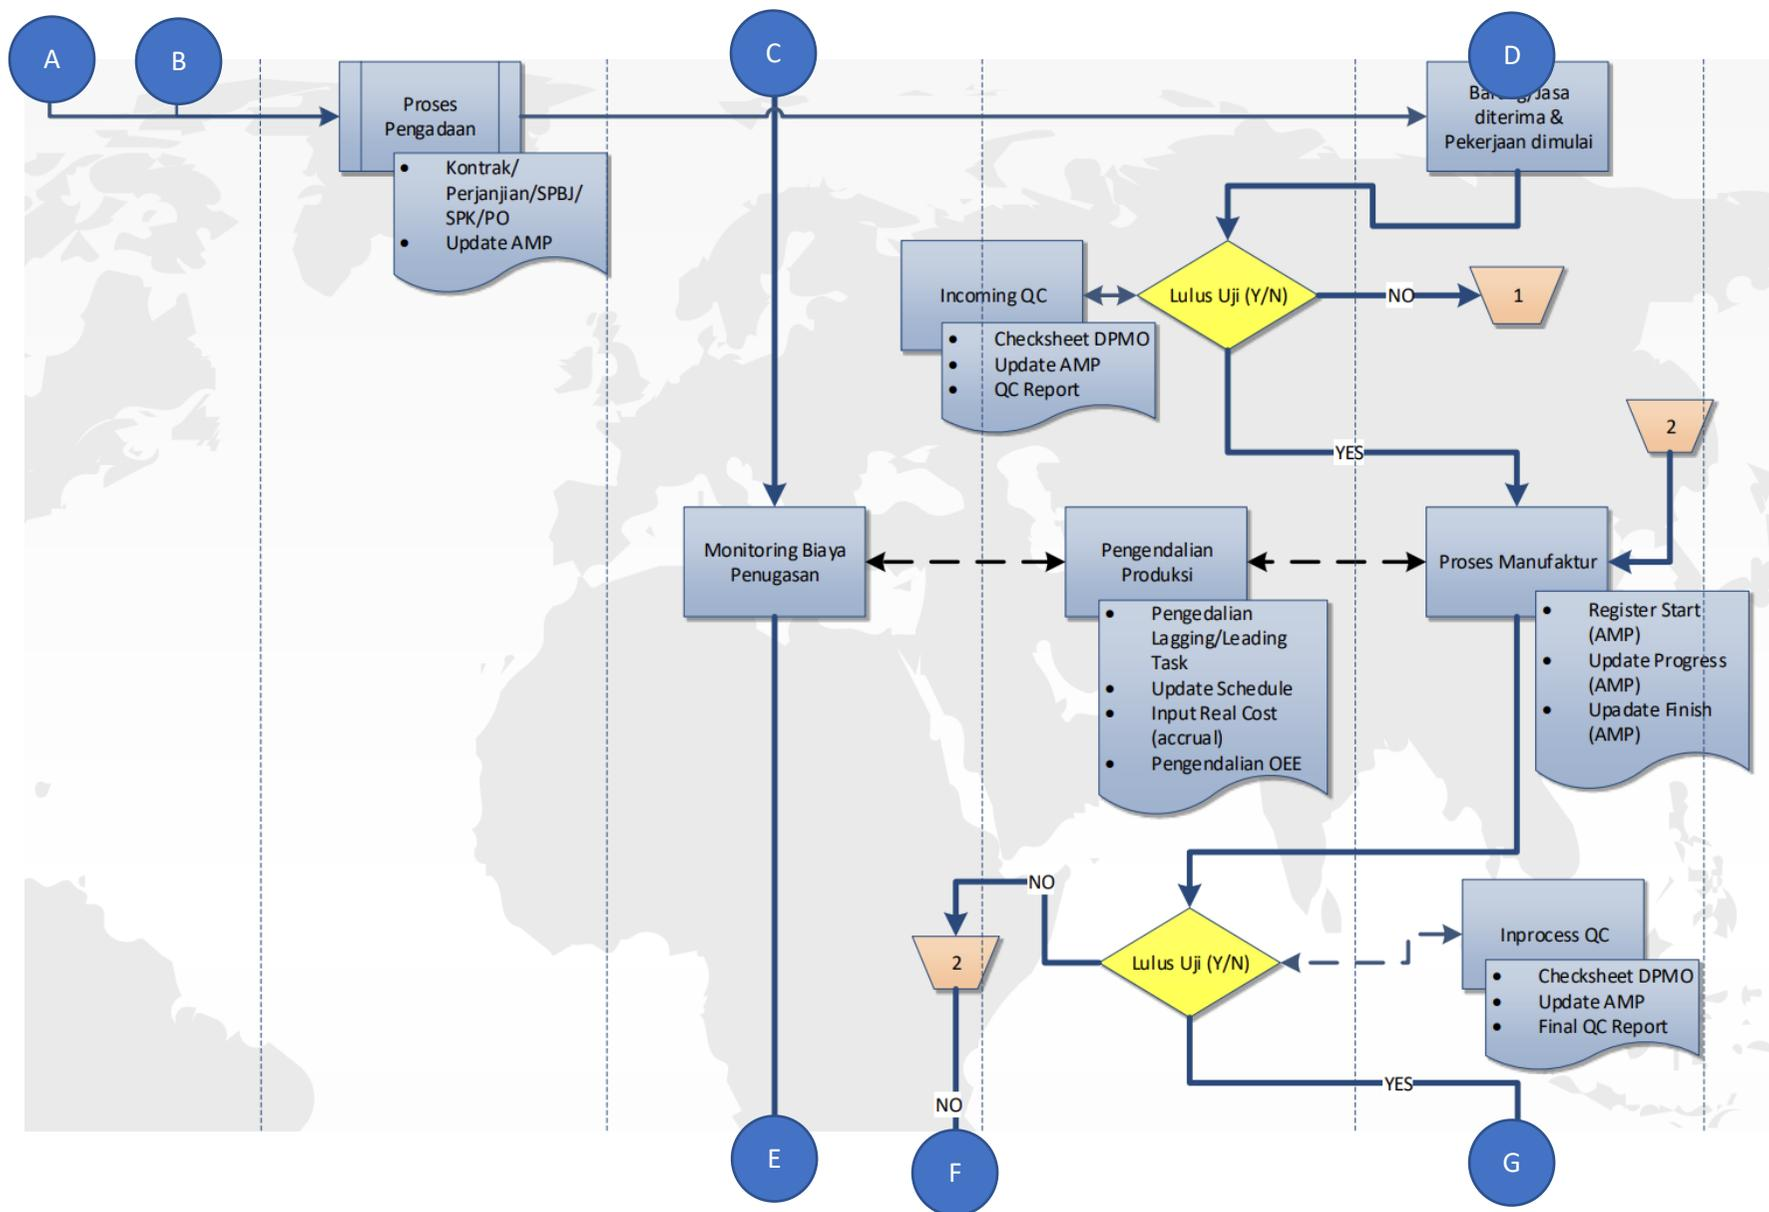 A
B
C
D
Proses
Pengadaan
Kontrak/
Perjanjian/SPBJ/
SPK/PO
Update AMP
diterima &
Pekerjaan dimulai
Incoming QC
Checksheet DPMO
Update AMP
QC Report
Lulus Uji (Y/N)
NO
1
YES
2
Monitoring Biaya
Penugasan
Pengendalian
Produksi
Pengedalian
Lagging/Leading
Task
Update Schedule
Input Real Cost
(accrual)
Pengendalian OEE
Proses Manufaktur
Register Start
(AMP)
Update Progress
(AMP)
Upadate Finish
(AMP)
NO
2
Lulus Uji (Y/N)
Inprocess QC
Checksheet DPMO
Update AMP
Final QC Report
YES
NO
E
F
G